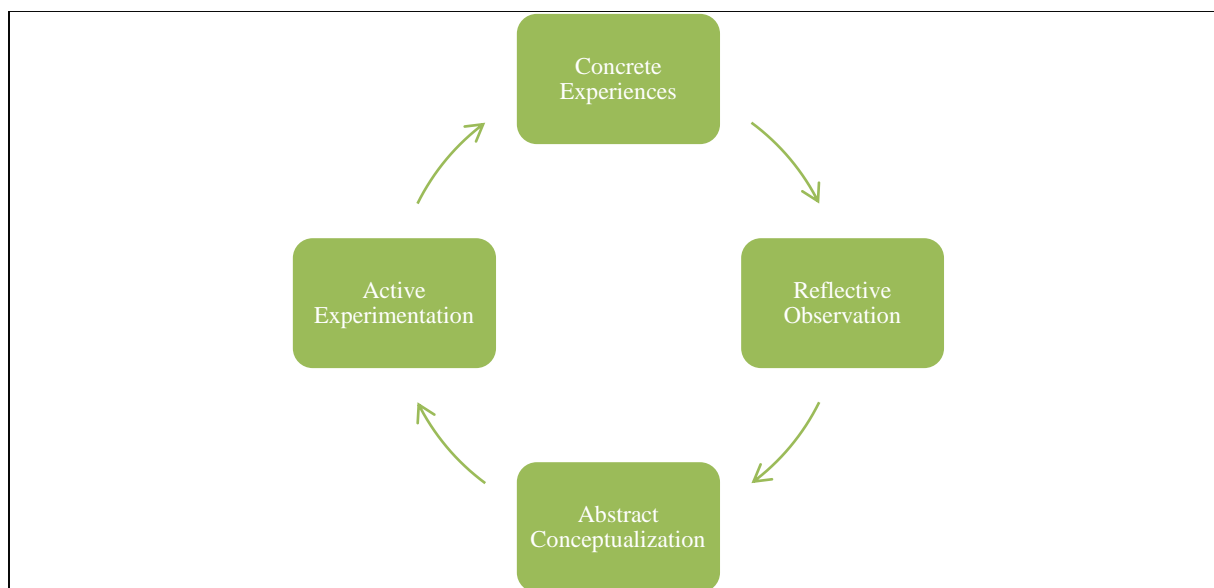 Concrete
Experiences
Reflective
Observation
Abstract
Conceptualization
Active
Experimentation